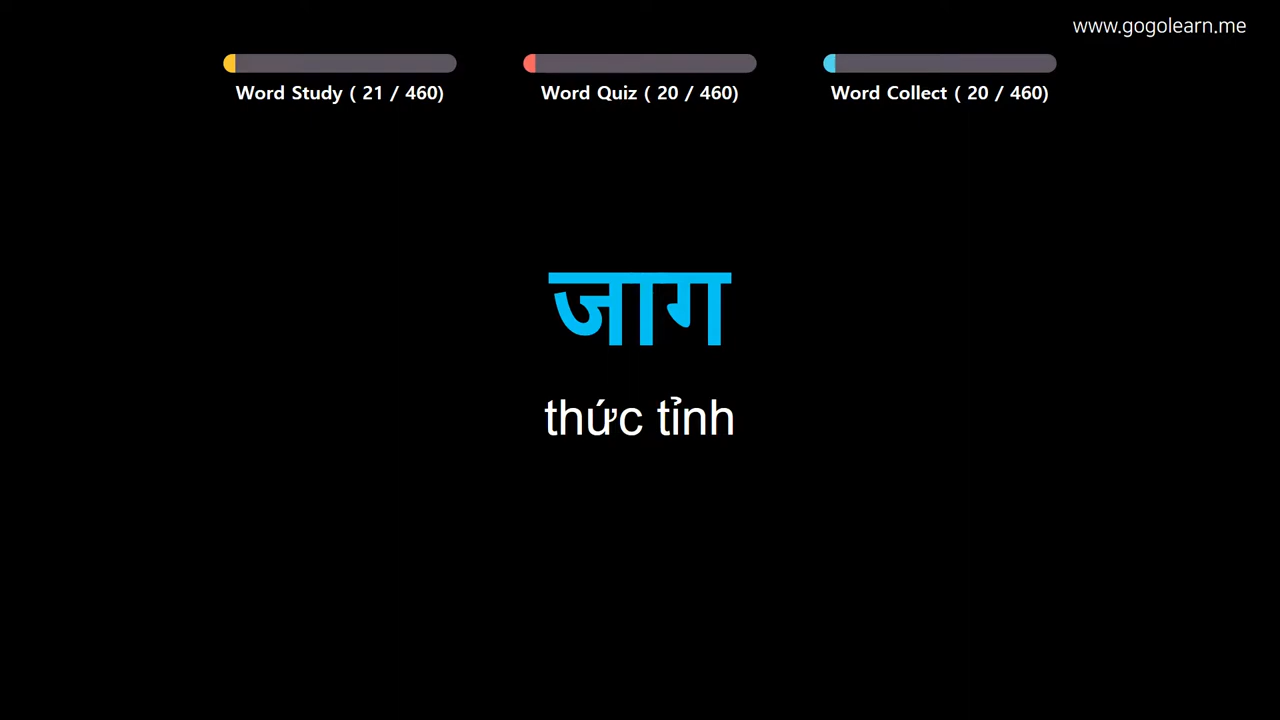 www.gogolearn.me
Word Study ( 21 / 460)
Word Quiz ( 20 / 460)
Word Collect ( 20 / 460)
जाग
thức tỉnh